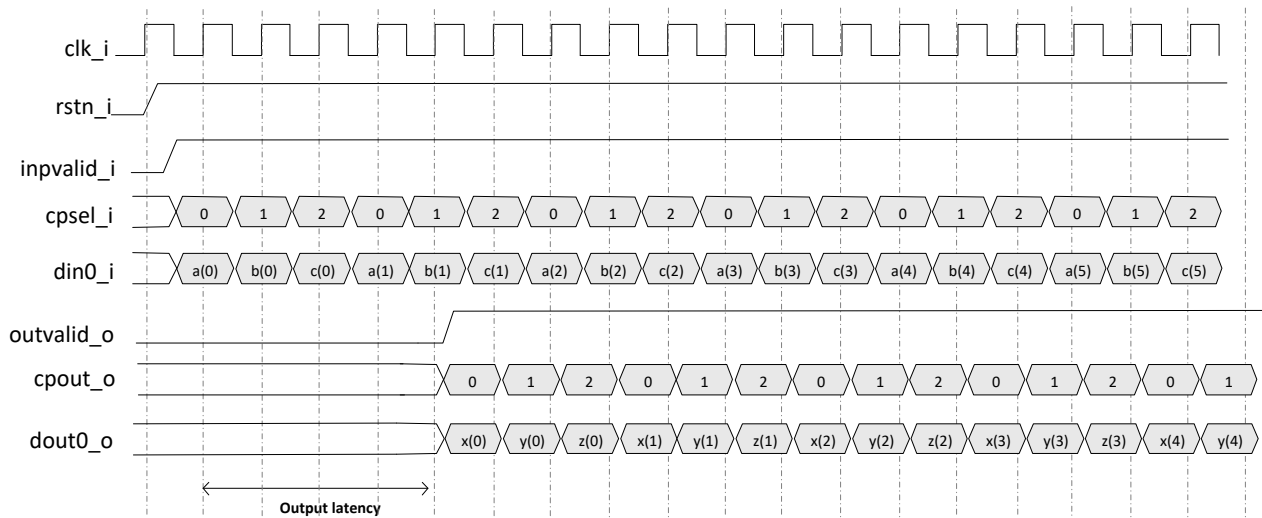 clk_i
rstn_i
inpvalid_i
cpsel_i 0 1 2 0 1 2 0 1 2 0 1 2 0 1 2 0 1 2
din0_i a(0) b(0) c(0) a(1) b(1) c(1) a(2) b(2) c(2) a(3) b(3) c(3) a(4) b(4) c(4) a(5) b(5) c(5)
outvalid_o
cpout_o 0 1 2 0 1 2 0 1 2 0 1 2 0 1
dout0_o x(0) y(0) z(0) x(1) y(1) z(1) x(2) y(2) z(2) x(3) y(3) z(3) x(4) y(4)
Output latency